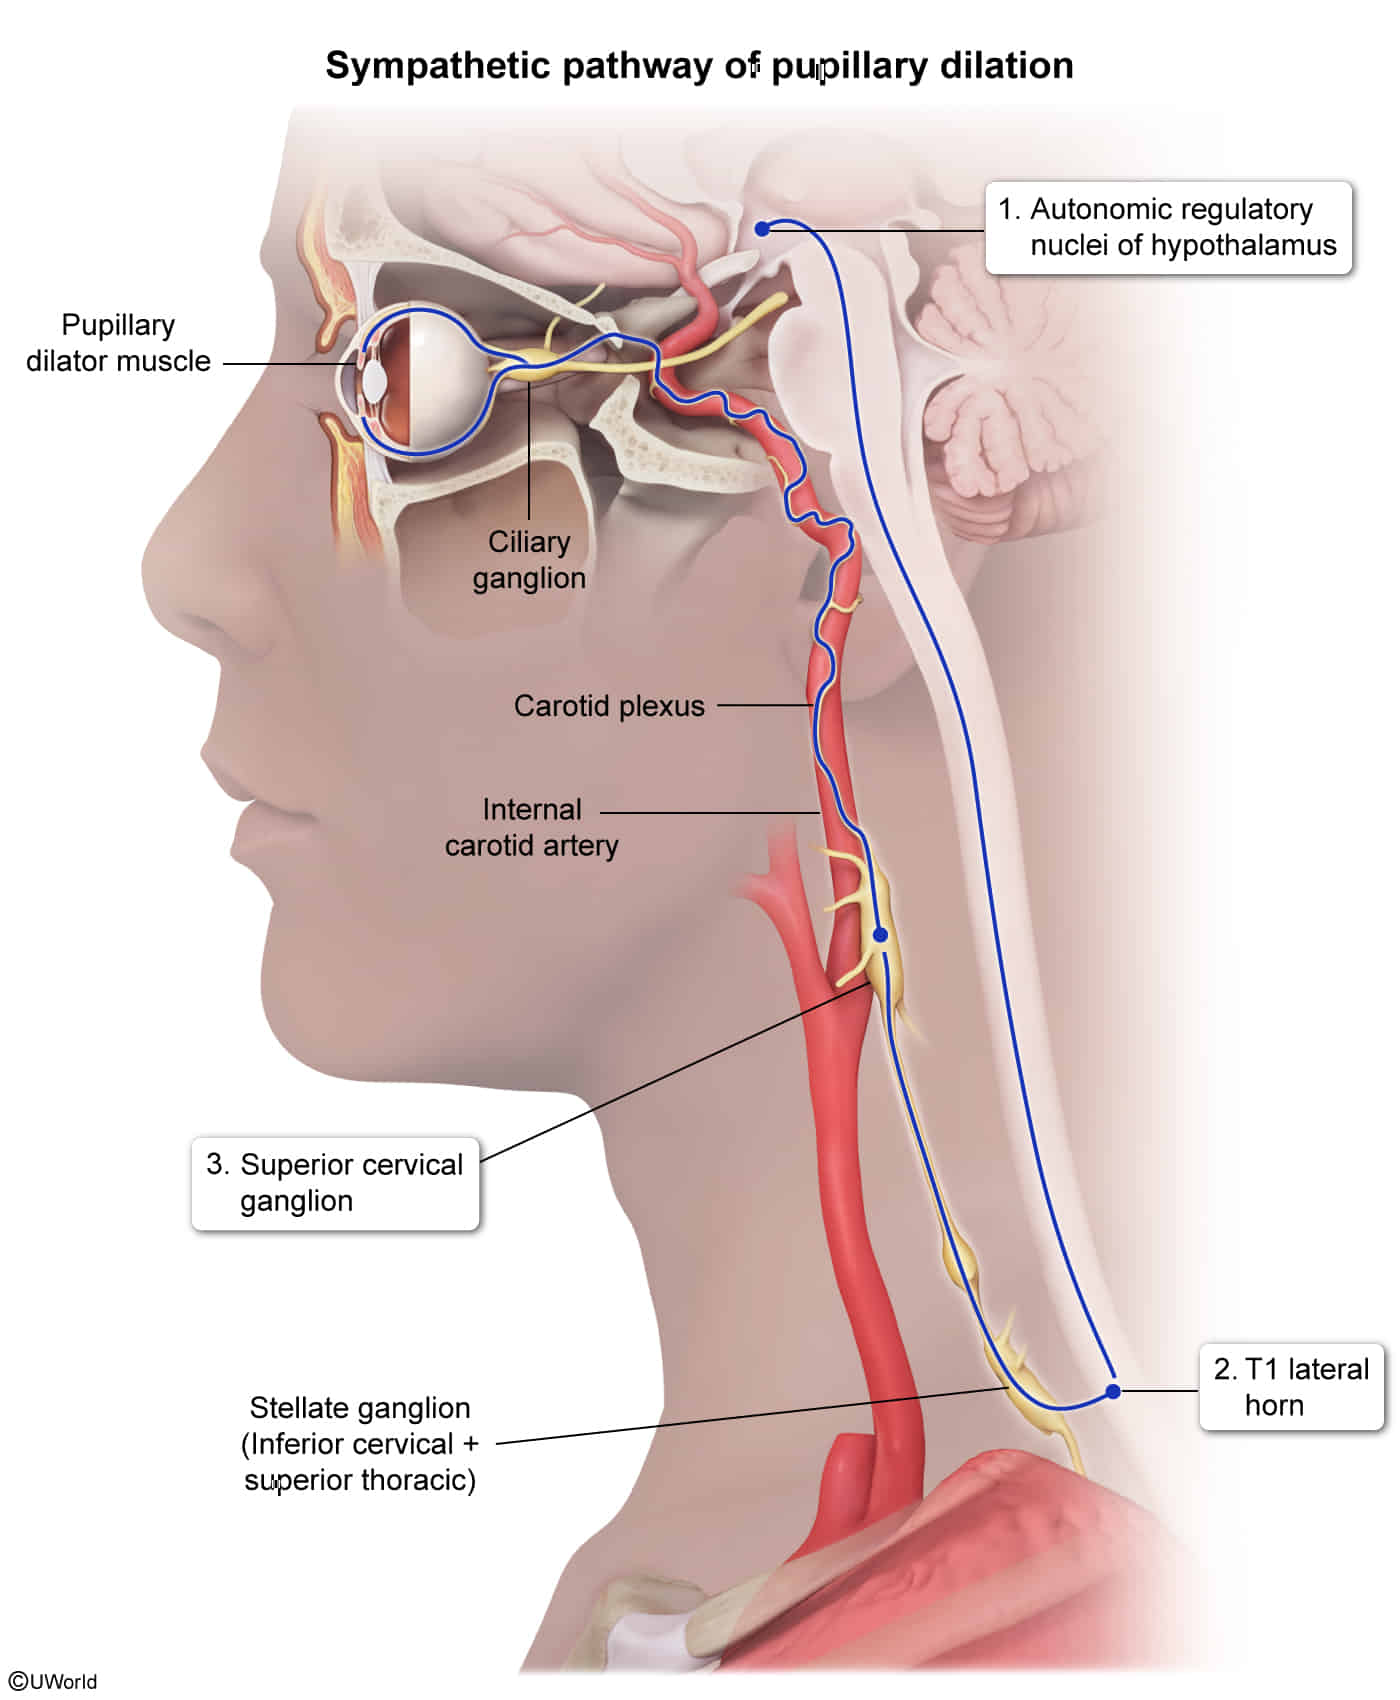 Sympathetic pathway of pupillary dilation
1. Autonomic regulatory
nuclei of hypothalamus
Pupillary
dilator muscle
Ciliary
ganglion
Carotid plexus
Internal
carotid artery
3. Superior cervical
ganglion
2. T1 lateral
horn
Stellate ganglion
(Inferior cervical +
superior thoracic)
©UWorld